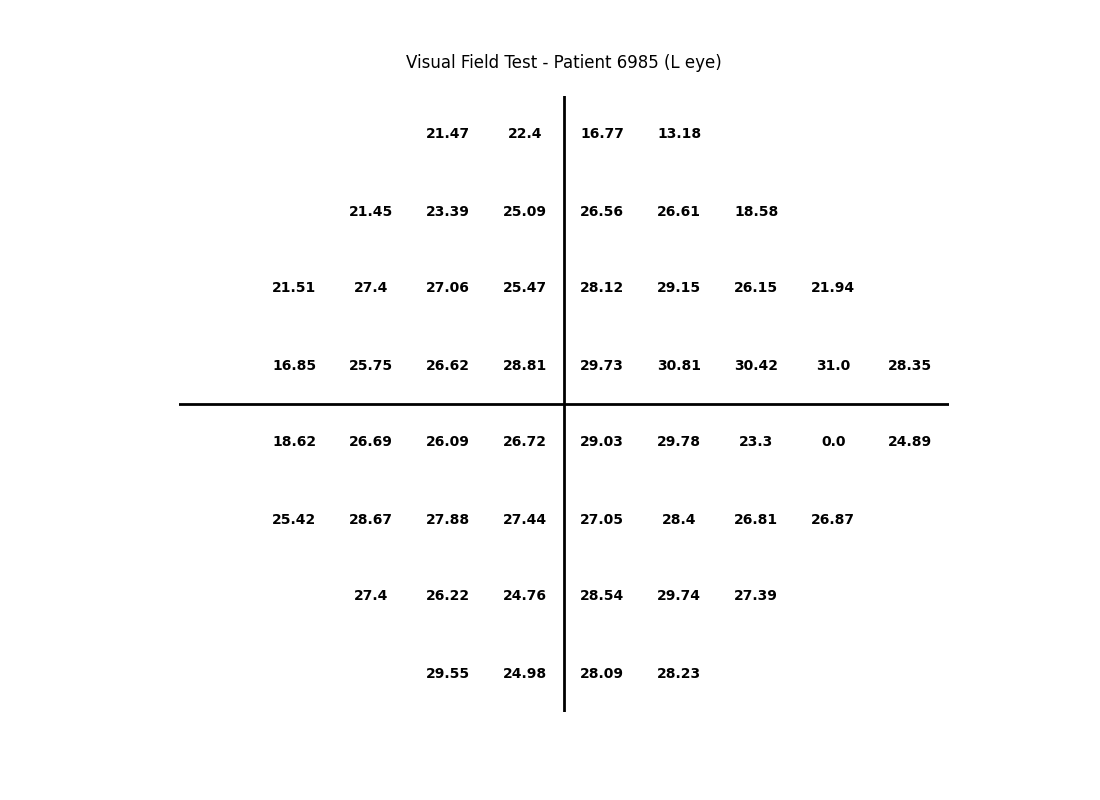 Visual Field Test - Patient 6985 (L eye)
21.47 22.4 16.77 13.18
21.45 23.39 25.09 26.56 26.61 18.58
21.51 27.4 27.06 25.47 28.12 29.15 26.15 21.94
16.85 25.75 26.62 28.81 29.73 30.81 30.42 31.0 28.35
18.62 26.69 26.09 26.72 29.03 29.78 23.3 0.0 24.89
25.42 28.67 27.88 27.44 27.05 28.4 26.81 26.87
27.4 26.22 24.76 28.54 29.74 27.39
29.55 24.98 28.09 28.23